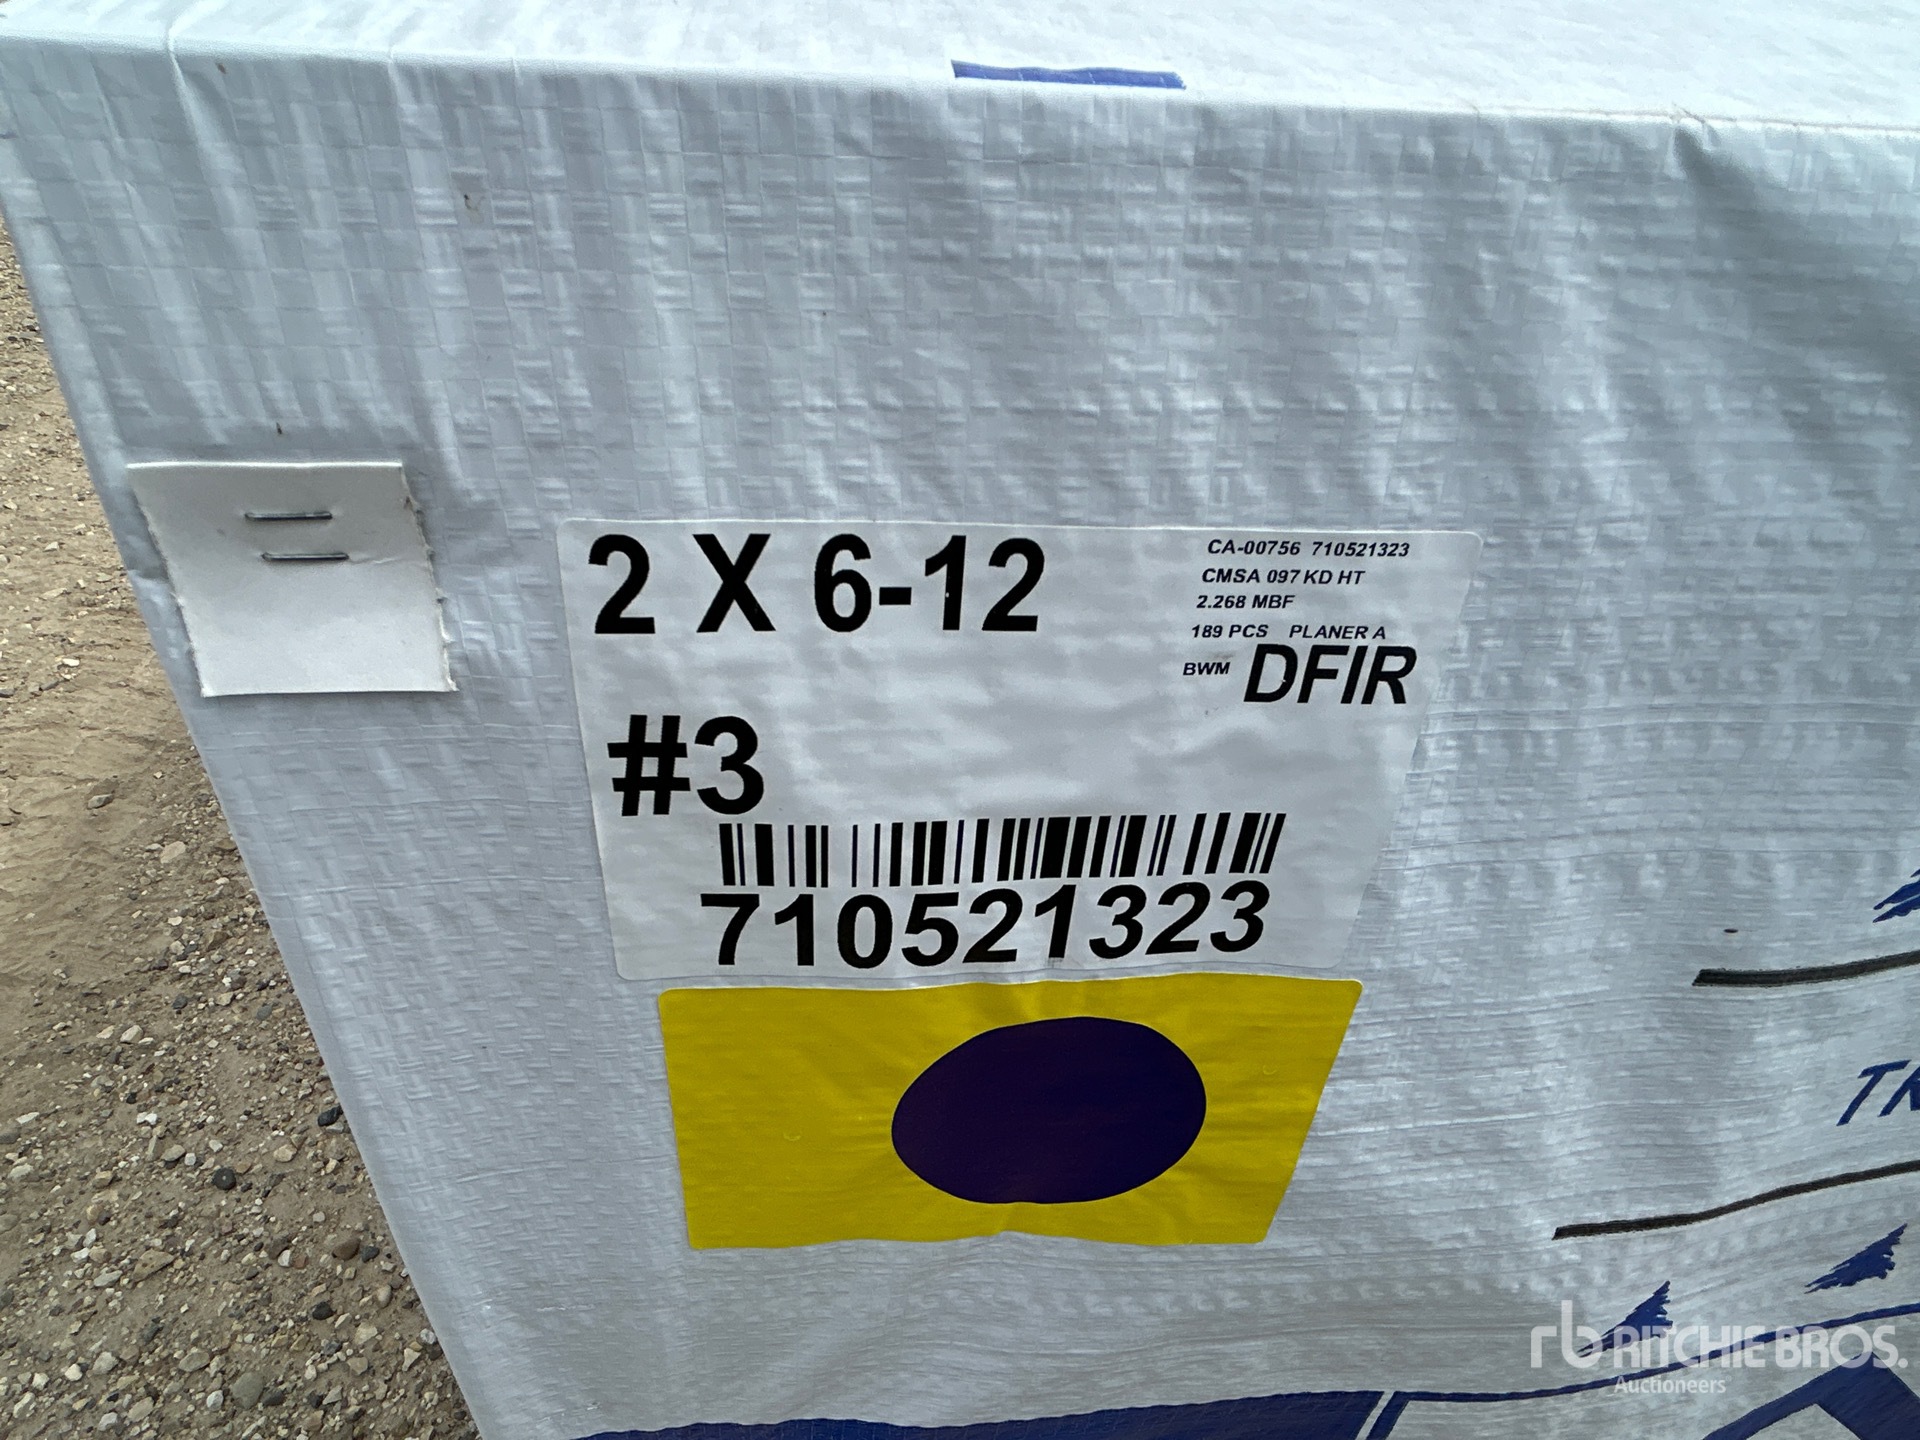 2 X 6-12
CA-00756 710521323
CMSA 097 KD HT
2.268 MBF
189 PCS PLANER A
BWM DFIR
#3
710521323
rb RITCHIE BROS.
Auctioneers